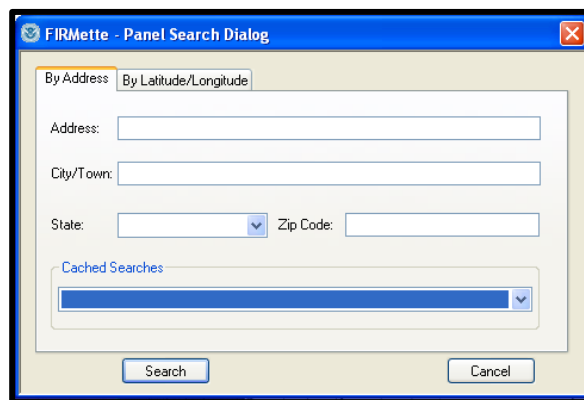 FIRMette - Panel Search Dialog
By Address By Latitude/Longitude
Address:
City/Town:
State: Zip Code:
Cached Searches
Search Cancel